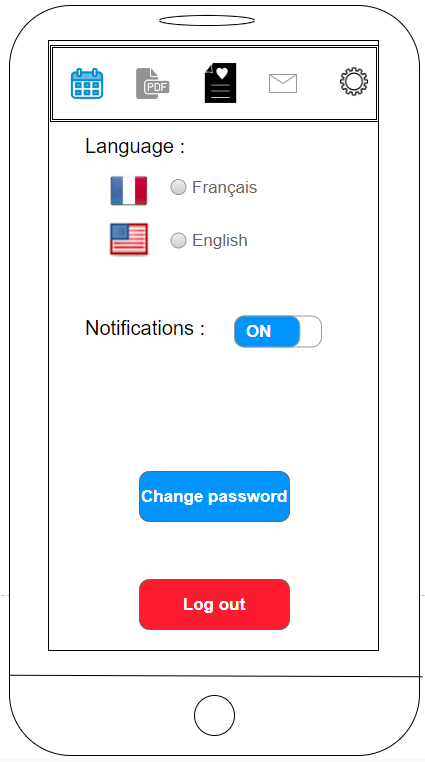 PDF
Language :
Français
English
Notifications :
ON
Change password
Log out